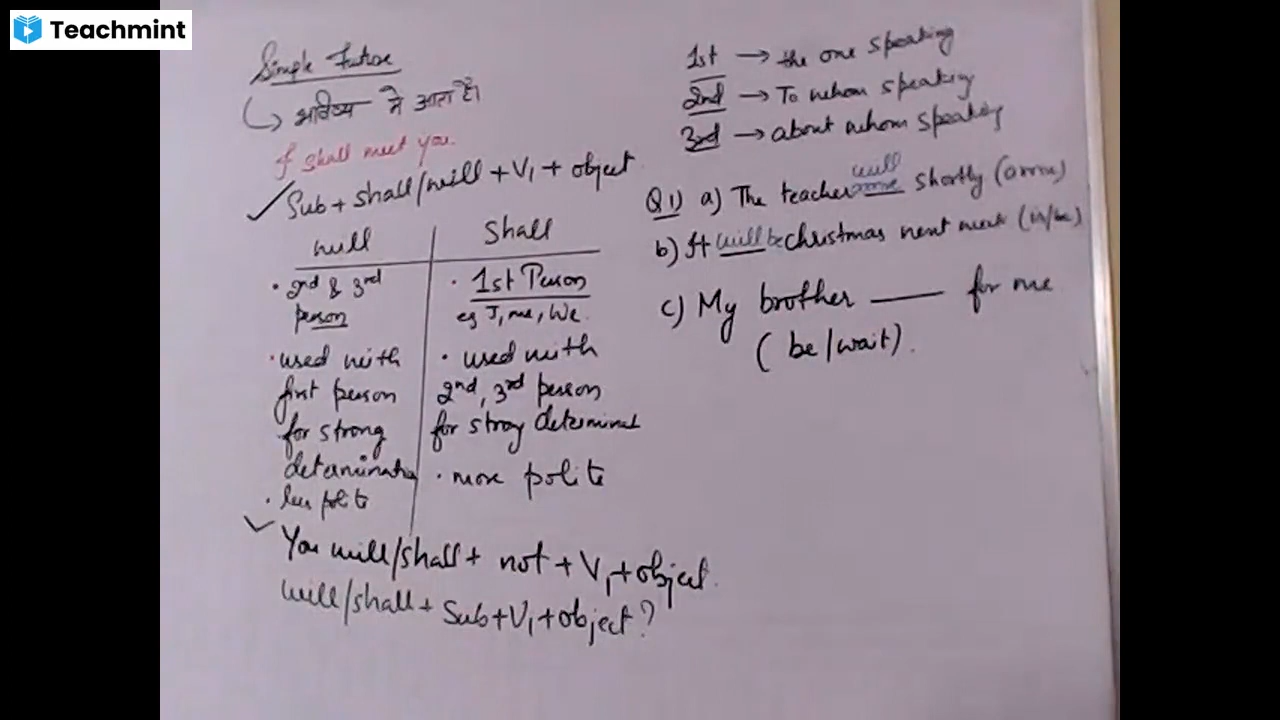 Teachmint
Simple Future
भविष्य मे आता है।
I shall meet you.
Sub + shall/will + V1 + object
will
Shall
• 2nd & 3rd
person
• used with
first person
for strong
determination
• less polite
• 1st Person
eg I, me, We.
• used with
2nd, 3rd person
for strong
• more polite
You will/shall + not + V1 + object.
will/shall + Sub + V1 + object?
1st → the one speaking
2nd → To whom speaking
3rd → about whom speaking
Q1) a) The teacher will arrive shortly (arrive)
b) It will be christmas next week (is/be)
c) My brother ____ for me
(be/wait).